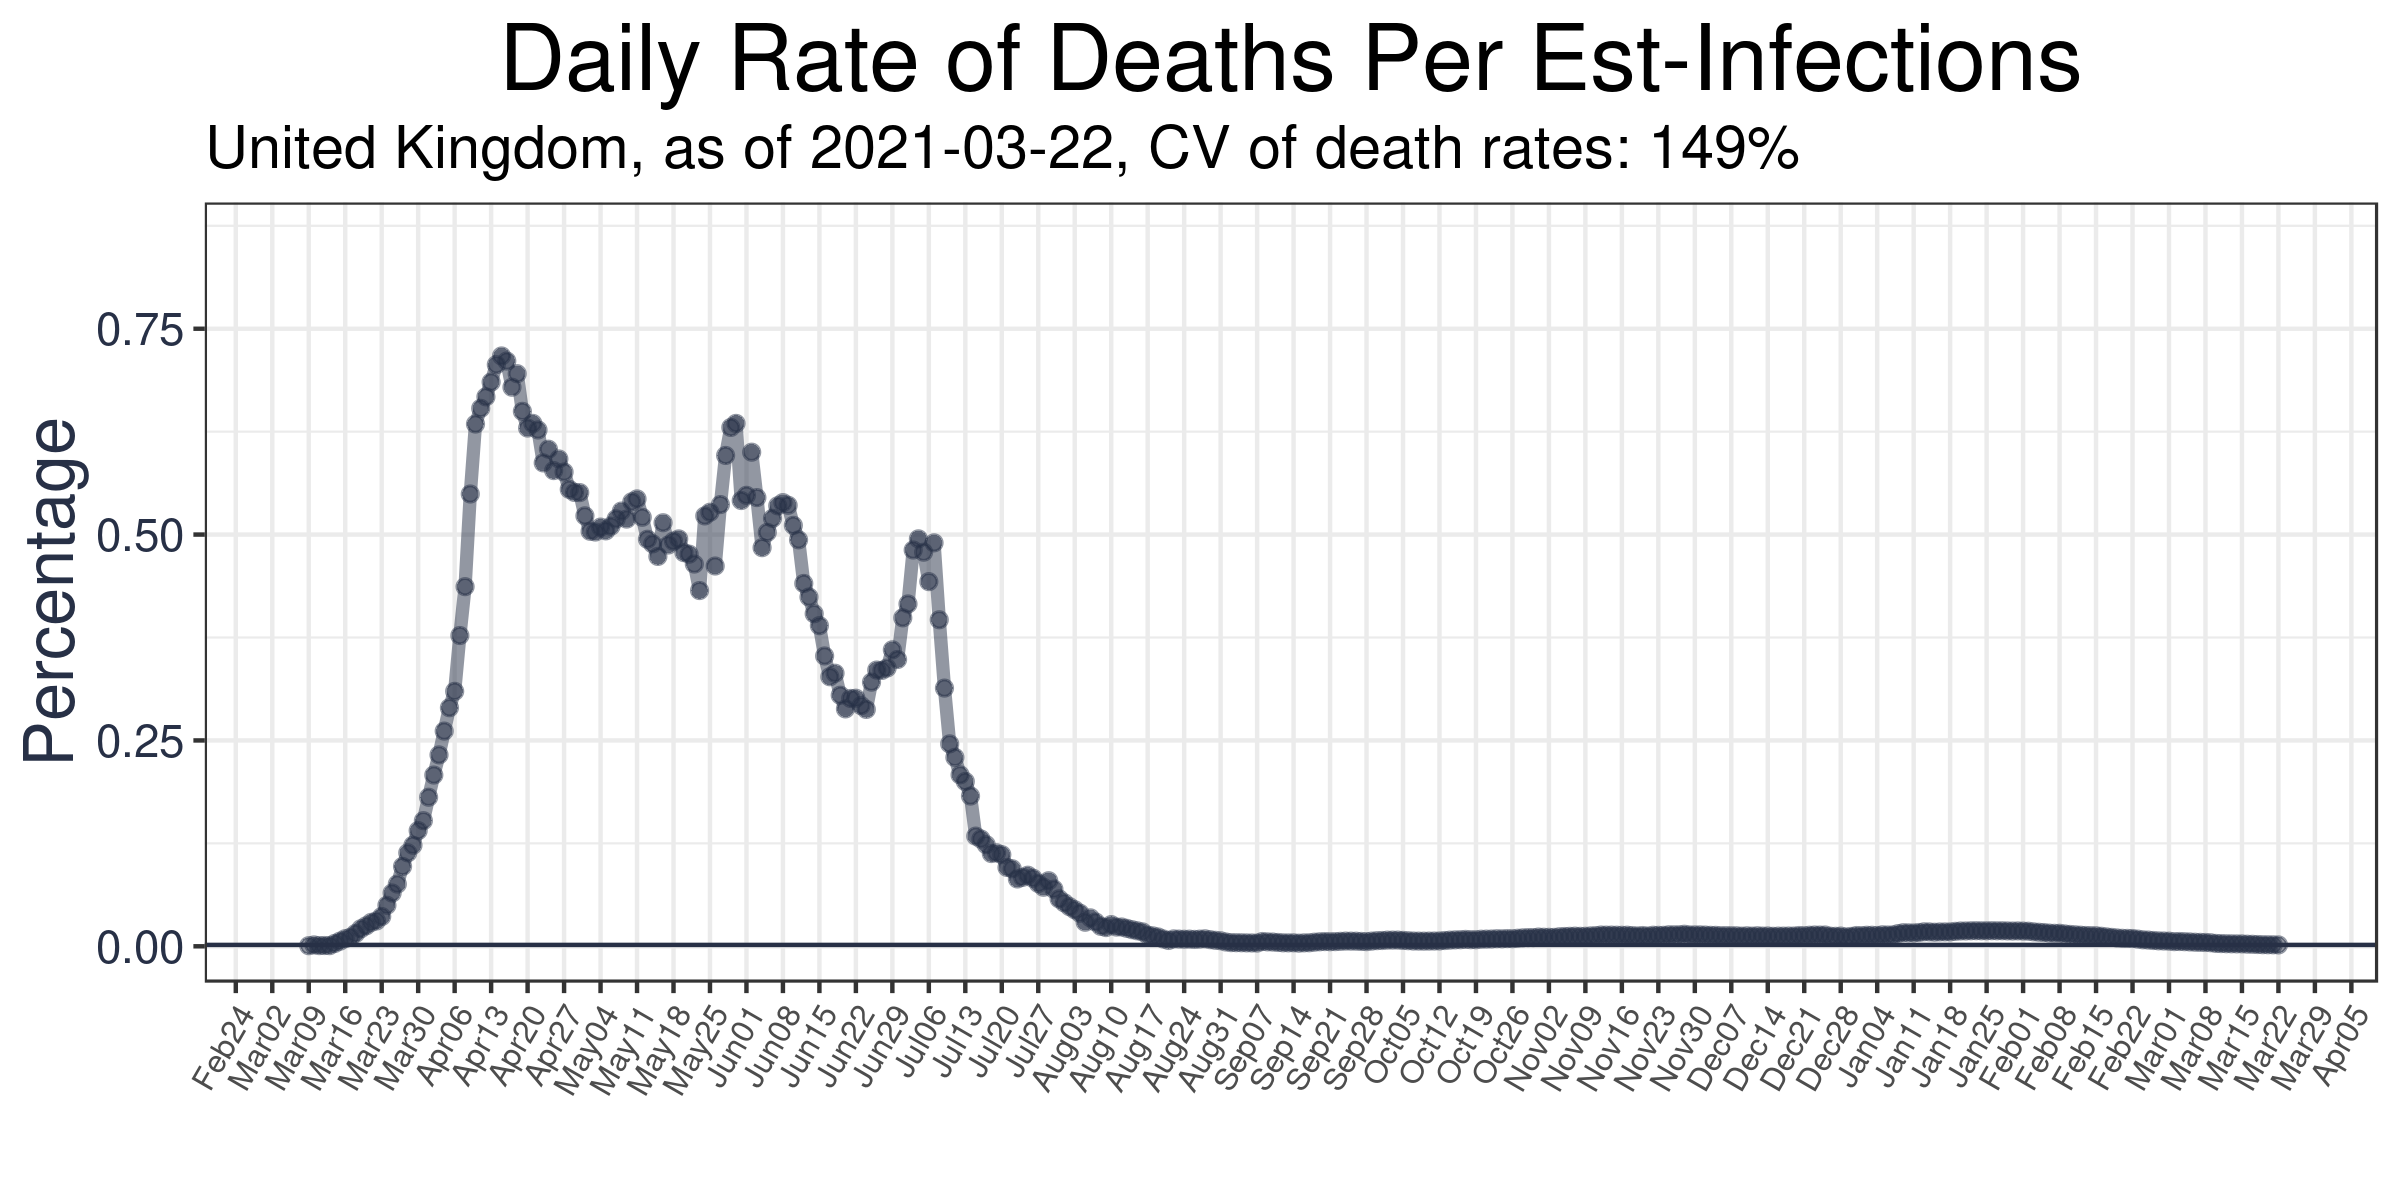 Daily Rate of Deaths Per Est-Infections
United Kingdom, as of 2021-03-22, CV of death rates: 149%
Percentage
0.75
0.50
0.25
0.00
Feb24
Mar02
Mar09
Mar16
Mar23
Mar30
Apr06
Apr13
Apr20
Apr27
May04
May11
May18
May25
Jun01
Jun08
Jun15
Jun22
Jun29
Jul06
Jul13
Jul20
Jul27
Aug03
Aug10
Aug17
Aug24
Aug31
Sep07
Sep14
Sep21
Sep28
Oct05
Oct12
Oct19
Oct26
Nov02
Nov09
Nov16
Nov23
Nov30
Dec07
Dec14
Dec21
Dec28
Jan04
Jan11
Jan18
Jan25
Feb01
Feb08
Feb15
Feb22
Mar01
Mar08
Mar15
Mar22
Mar29
Apr05